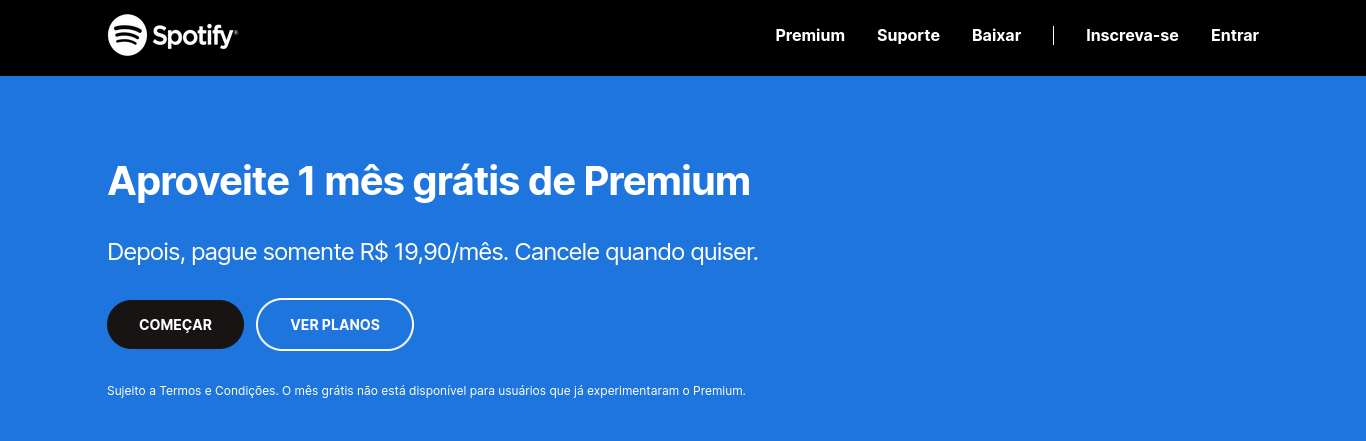 Spotify®
Premium Suporte Baixar Inscreva-se Entrar
Aproveite 1 mês grátis de Premium
Depois, pague somente R$ 19,90/mês. Cancele quando quiser.
COMEÇAR VER PLANOS
Sujeito a Termos e Condições. O mês grátis não está disponível para usuários que já experimentaram o Premium.